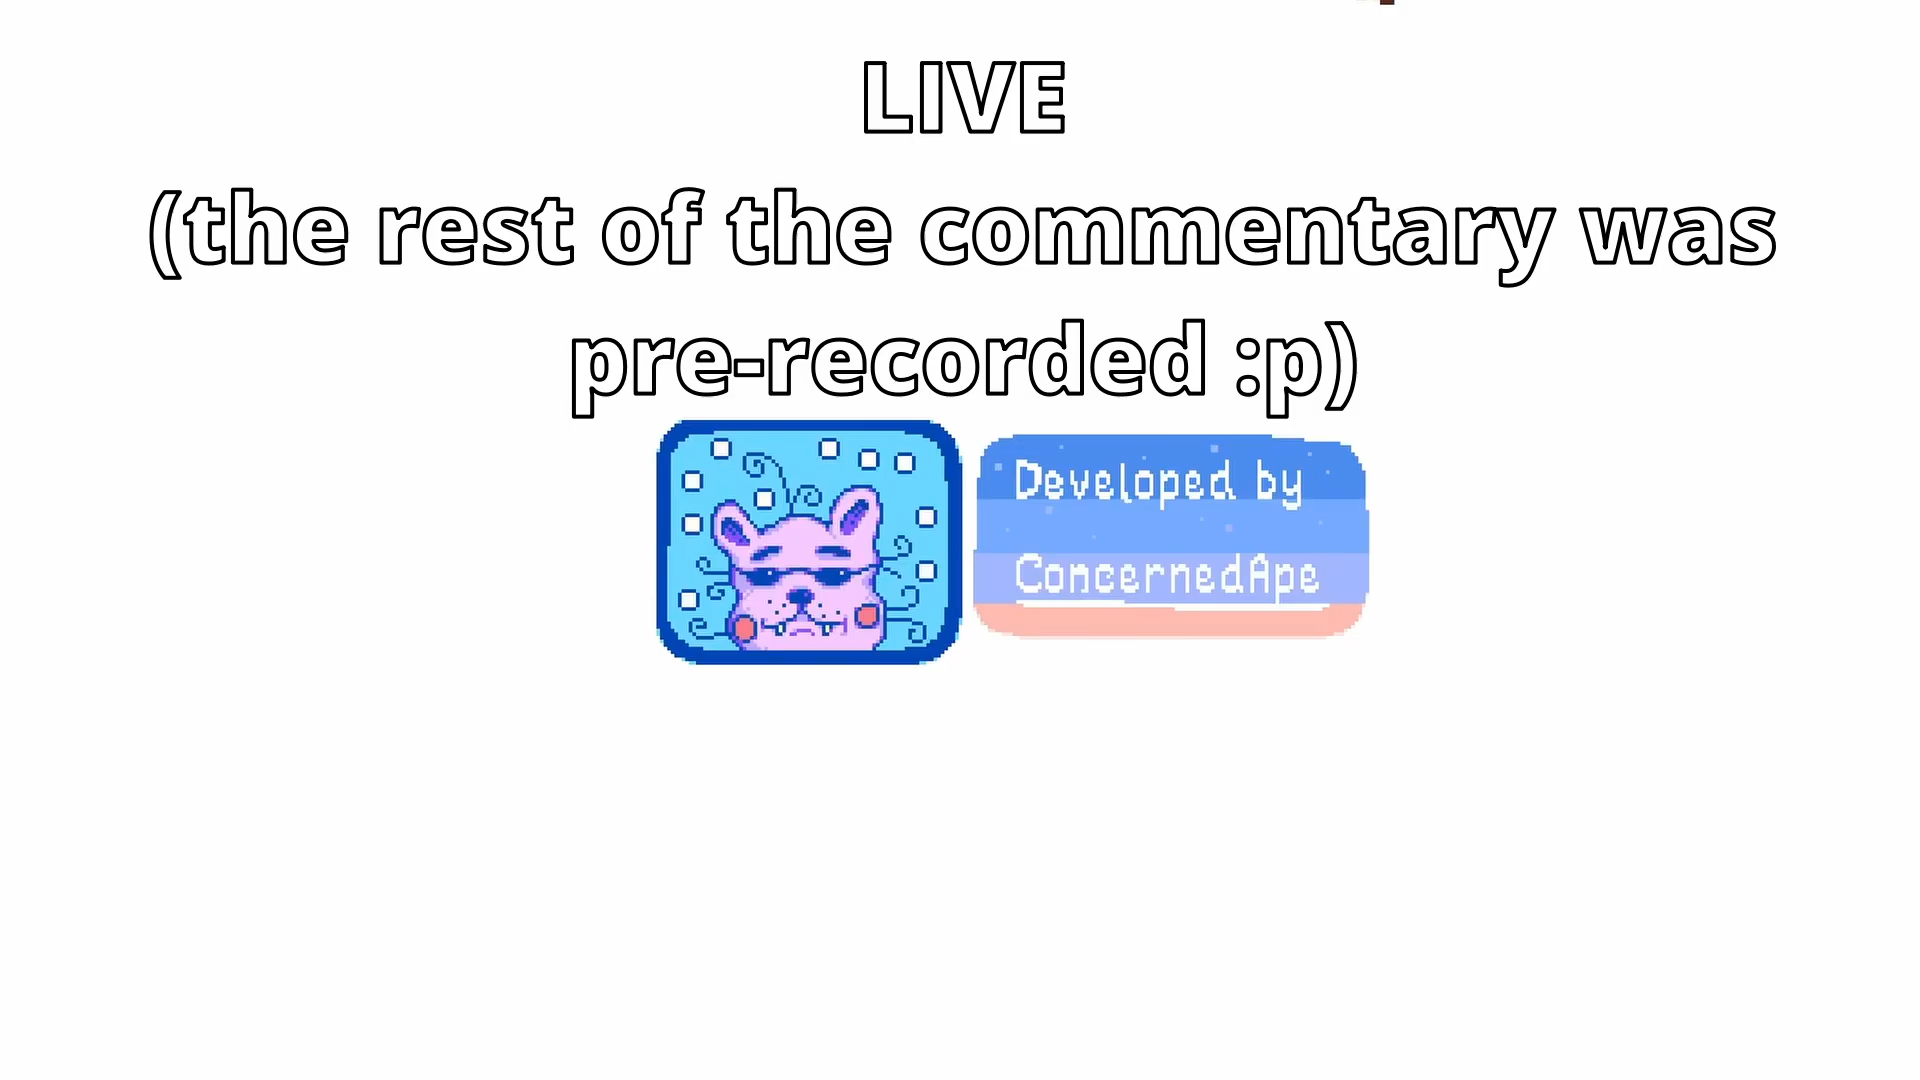 LIVE
(the rest of the commentary was
pre-recorded :p)
Developed by
ConcernedApe